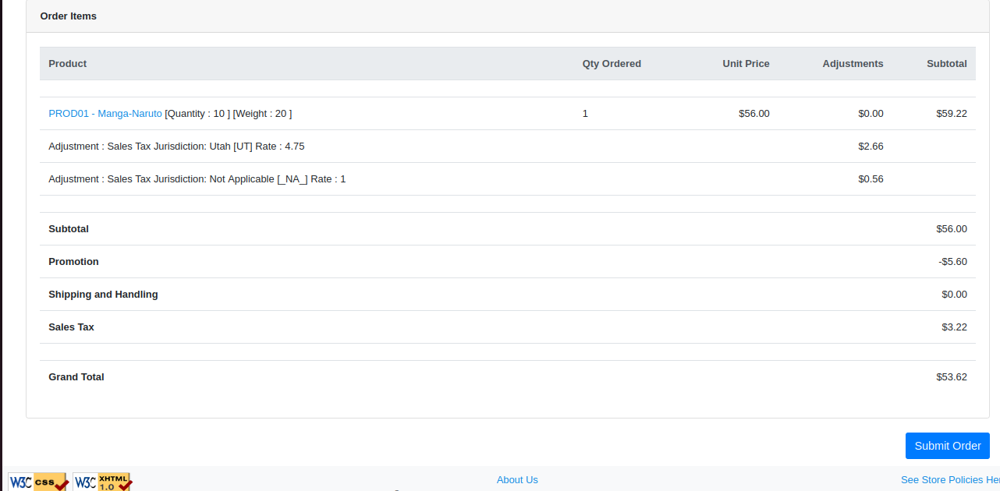 Order Items
Product Qty Ordered Unit Price Adjustments Subtotal
PROD01 - Manga-Naruto [Quantity : 10 ] [Weight : 20 ] 1 $56.00 $0.00 $59.22
Adjustment : Sales Tax Jurisdiction: Utah [UT] Rate : 4.75 $2.66
Adjustment : Sales Tax Jurisdiction: Not Applicable [_NA_] Rate : 1 $0.56
Subtotal $56.00
Promotion -$5.60
Shipping and Handling $0.00
Sales Tax $3.22
Grand Total $53.62
Submit Order
W3C css W3C XHTML 1.0 About Us See Store Policies